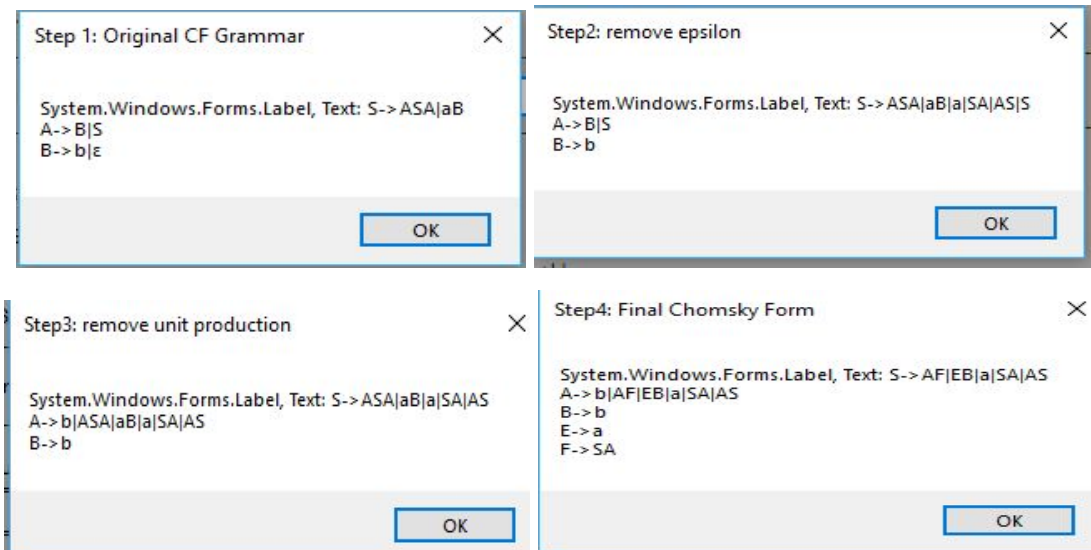 Step 1: Original CF Grammar
System.Windows.Forms.Label, Text: S->ASA|aB
A->B|S
B->b|ε
OK
Step2: remove epsilon
System.Windows.Forms.Label, Text: S->ASA|aB|a|SA|AS|S
A->B|S
B->b
OK
Step3: remove unit production
System.Windows.Forms.Label, Text: S->ASA|aB|a|SA|AS
A->b|ASA|aB|a|SA|AS
B->b
OK
Step4: Final Chomsky Form
System.Windows.Forms.Label, Text: S->AF|EB|a|SA|AS
A->b|AF|EB|a|SA|AS
B->b
E->a
F->SA
OK